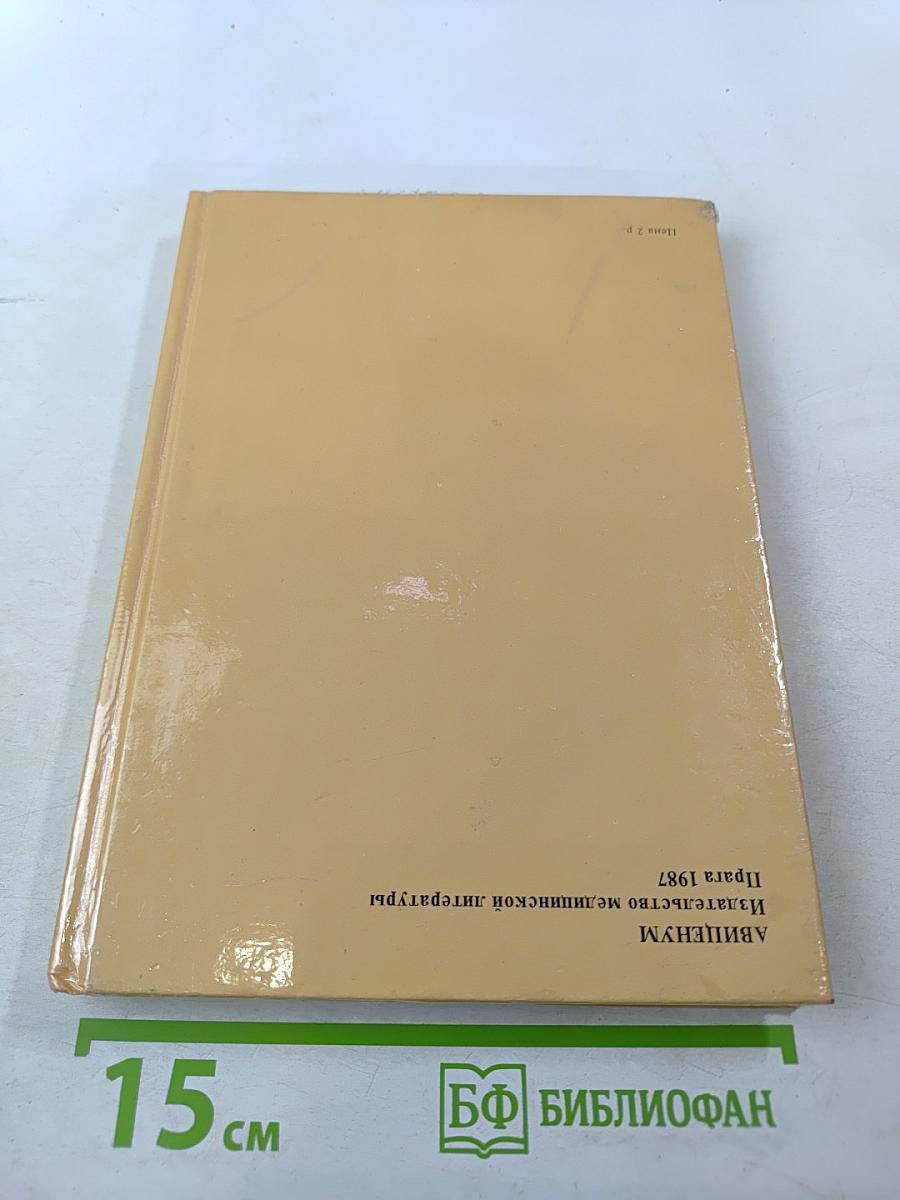 АВИЦЕНУМ
Издательство медицинской литературы
Прага 1987
Цена 2 р.
15 см
БФ БИБЛИОФАН